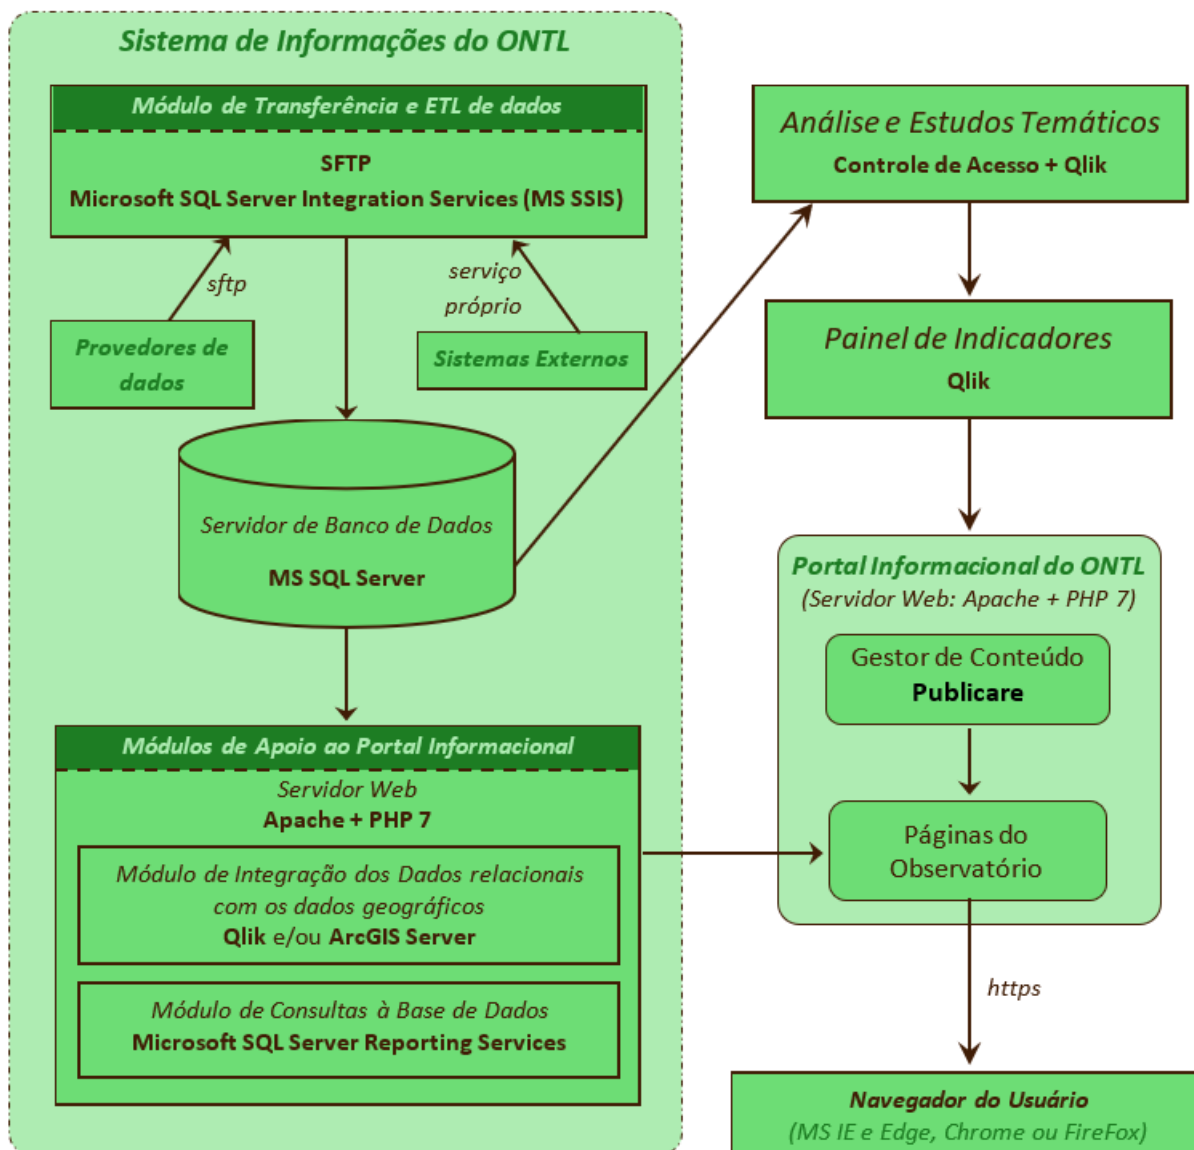 Sistema de Informações do ONTL
Módulo de Transferência e ETL de dados
SFTP
Microsoft SQL Server Integration Services (MS SSIS)
sftp
serviço
próprio
Provedores de
dados
Sistemas Externos
Servidor de Banco de Dados
MS SQL Server
Módulos de Apoio ao Portal Informacional
Servidor Web
Apache + PHP 7
Módulo de Integração dos Dados relacionais
com os dados geográficos
Qlik e/ou ArcGIS Server
Módulo de Consultas à Base de Dados
Microsoft SQL Server Reporting Services
Análise e Estudos Temáticos
Controle de Acesso + Qlik
Painel de Indicadores
Qlik
Portal Informacional do ONTL
(Servidor Web: Apache + PHP 7)
Gestor de Conteúdo
Publicare
Páginas do
Observatório
https
Navegador do Usuário
(MS IE e Edge, Chrome ou FireFox)